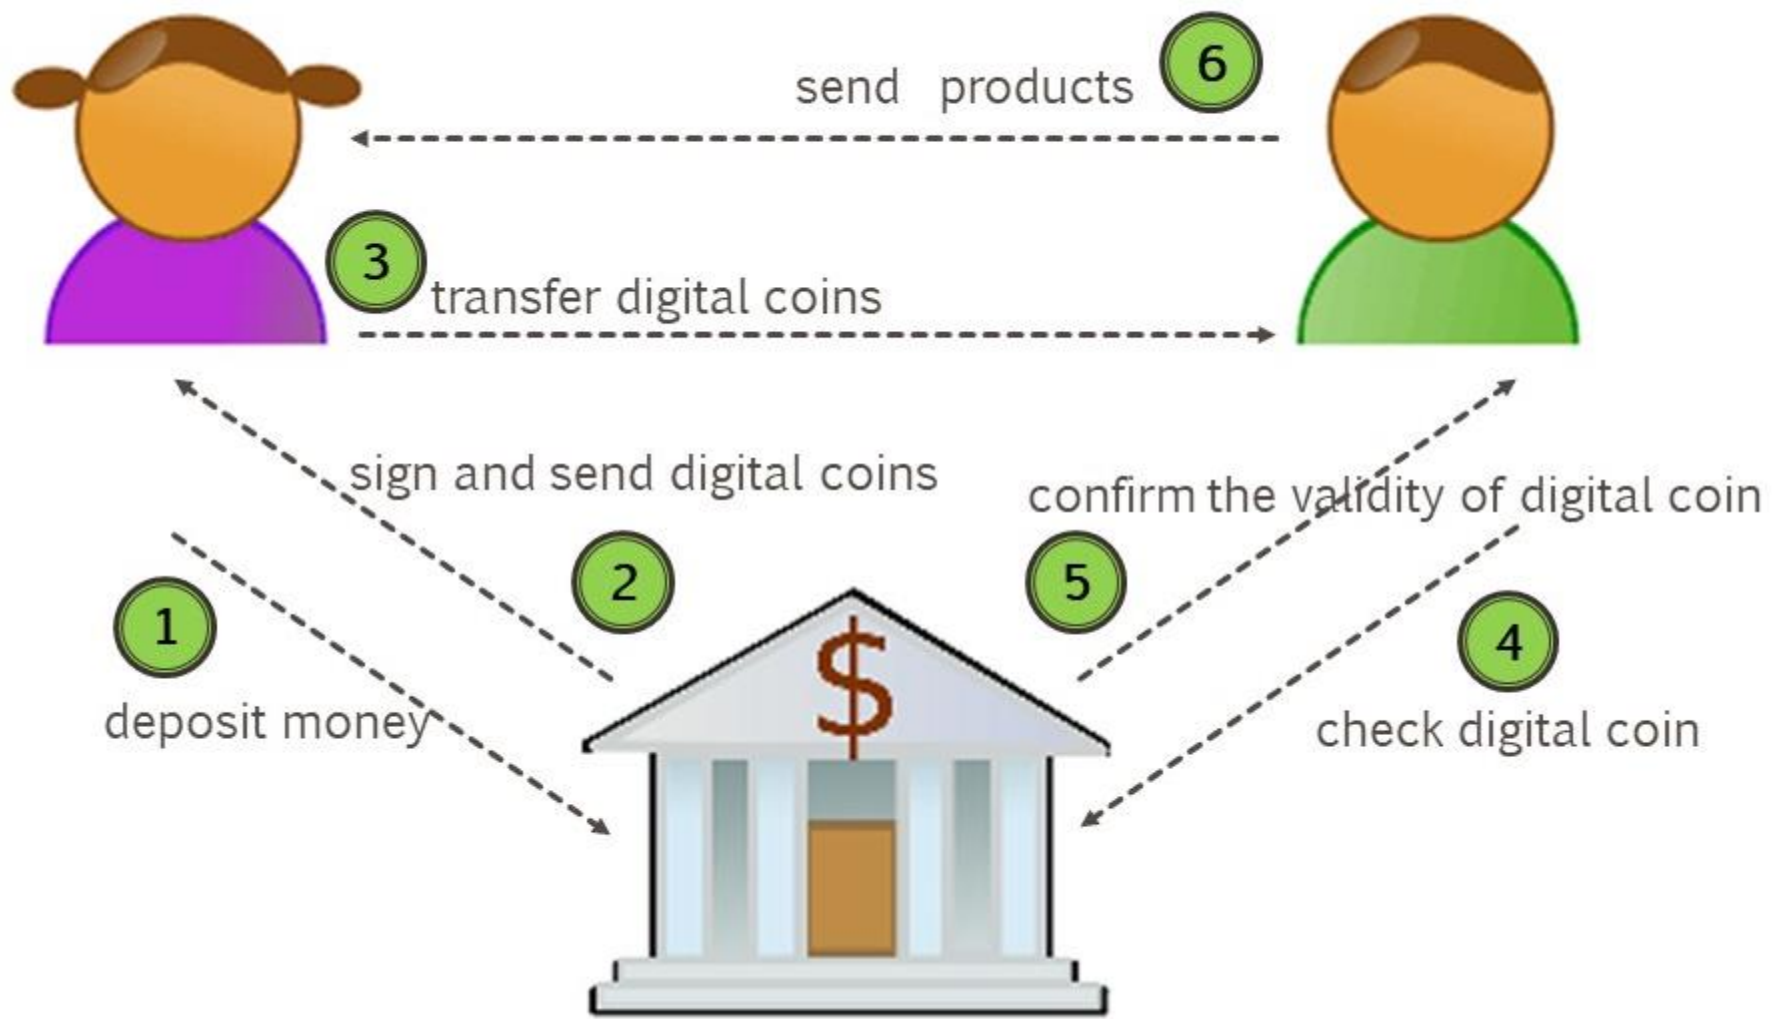 send products
6
3
transfer digital coins
sign and send digital coins
confirm the validity of digital coin
2
5
1
4
deposit money
check digital coin
$